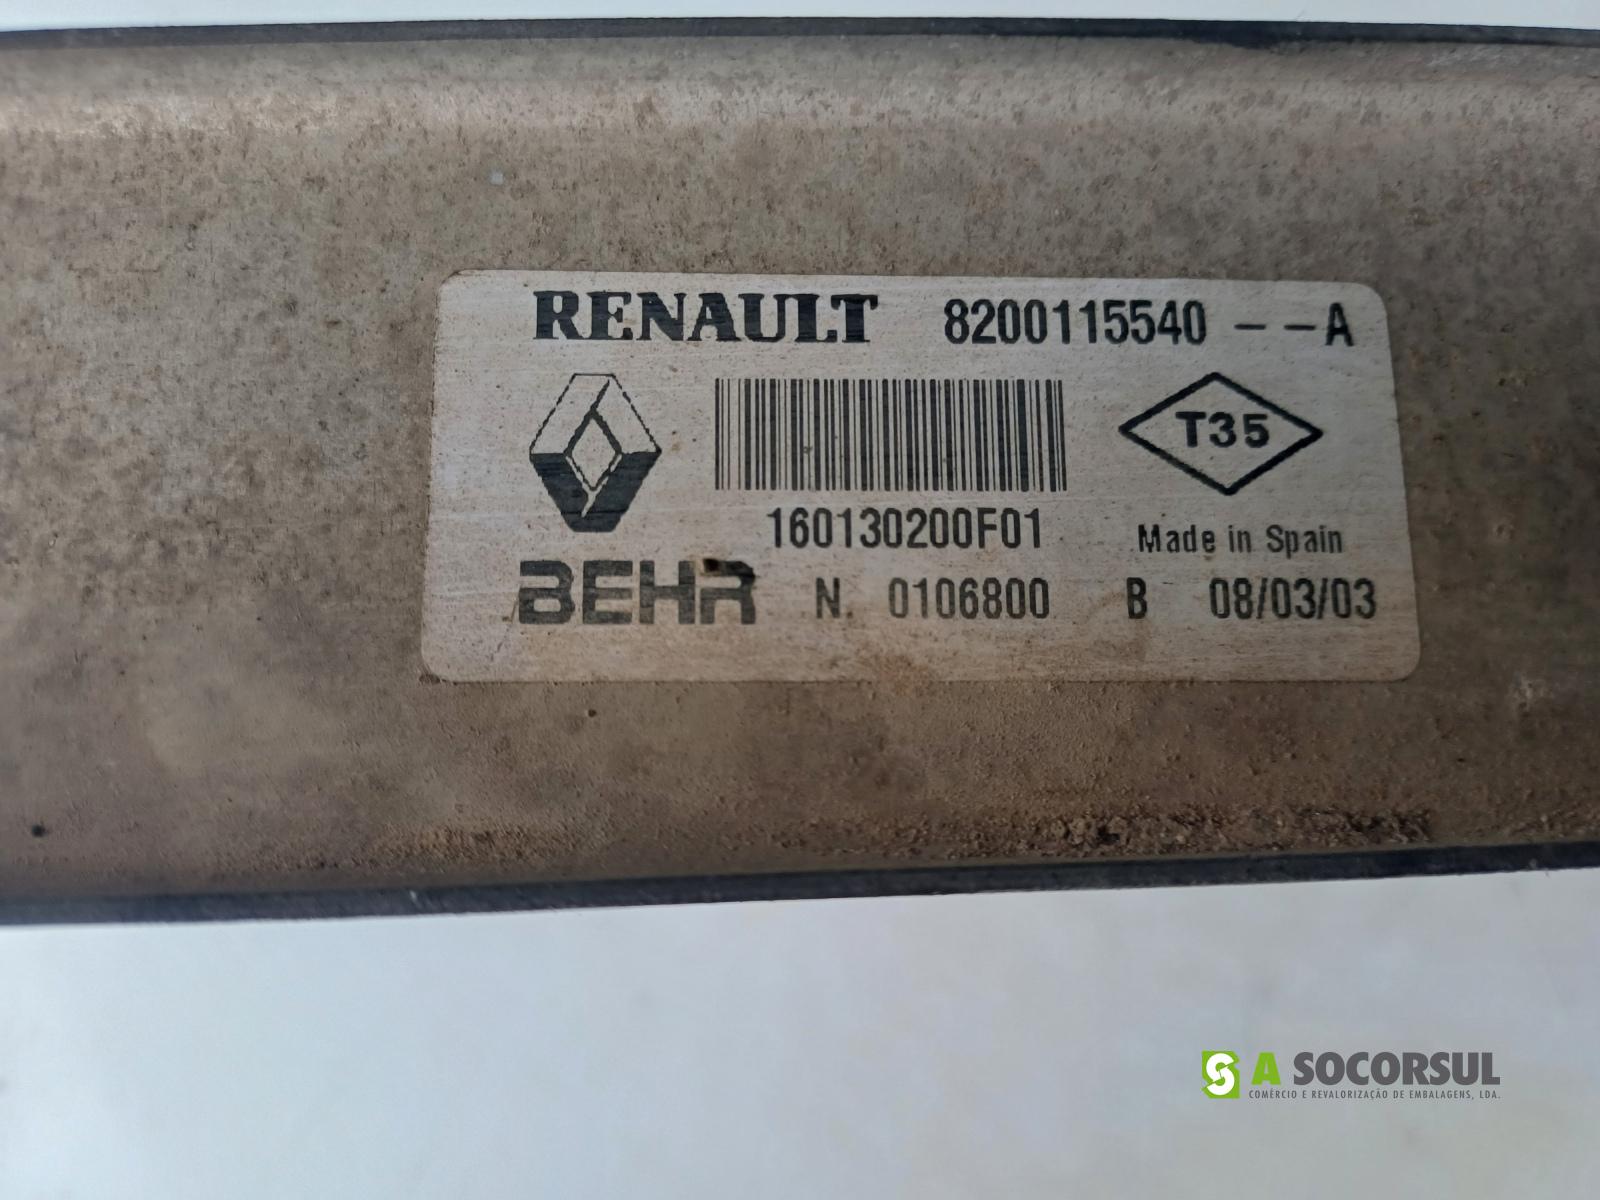 RENAULT 8200115540 - - A
T35
160130200F01
Made in Spain
BEHR N. 0106800 B 08/03/03
A SOCORSUL
COMÉRCIO E REVALORIZAÇÃO DE EMBALAGENS, LDA.